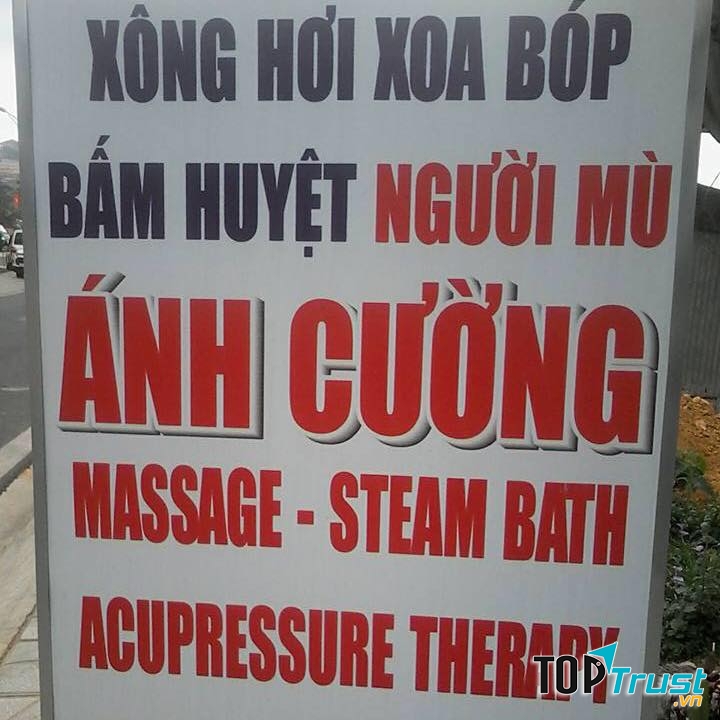 XÔNG HƠI XOA BÓP
BẤM HUYỆT NGƯỜI MÙ
ÁNH CƯỜNG
MASSAGE - STEAM BATH
ACUPRESSURE THERAPY
TOPTrust.vn